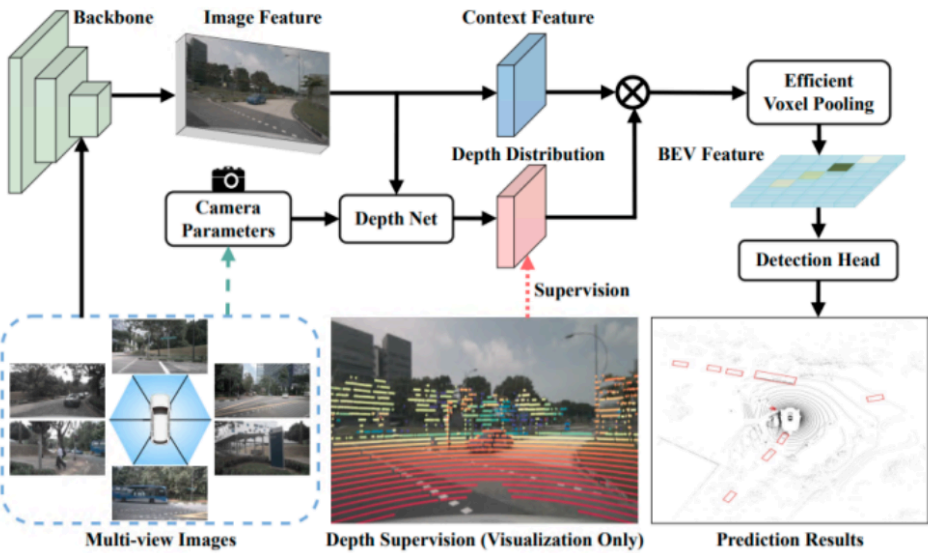 Backbone
Image Feature
Context Feature
Efficient
Voxel Pooling
Depth Distribution
BEV Feature
Camera
Parameters
Depth Net
Detection Head
Supervision
Multi-view Images
Depth Supervision (Visualization Only)
Prediction Results